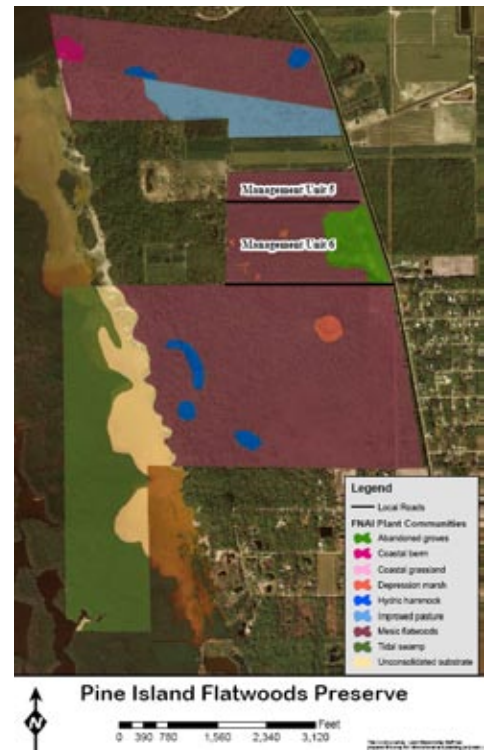 Management Unit 5
Management Unit 6
Legend
Local Roads
FNAI Plant Communities
Abandoned groves
Coastal berm
Coastal grassland
Depression marsh
Hydric hammock
Improved pasture
Mesic flatwoods
Tidal swamp
Unconsolidated substrate
Pine Island Flatwoods Preserve
N
Feet
0 390 780 1,560 2,340 3,120